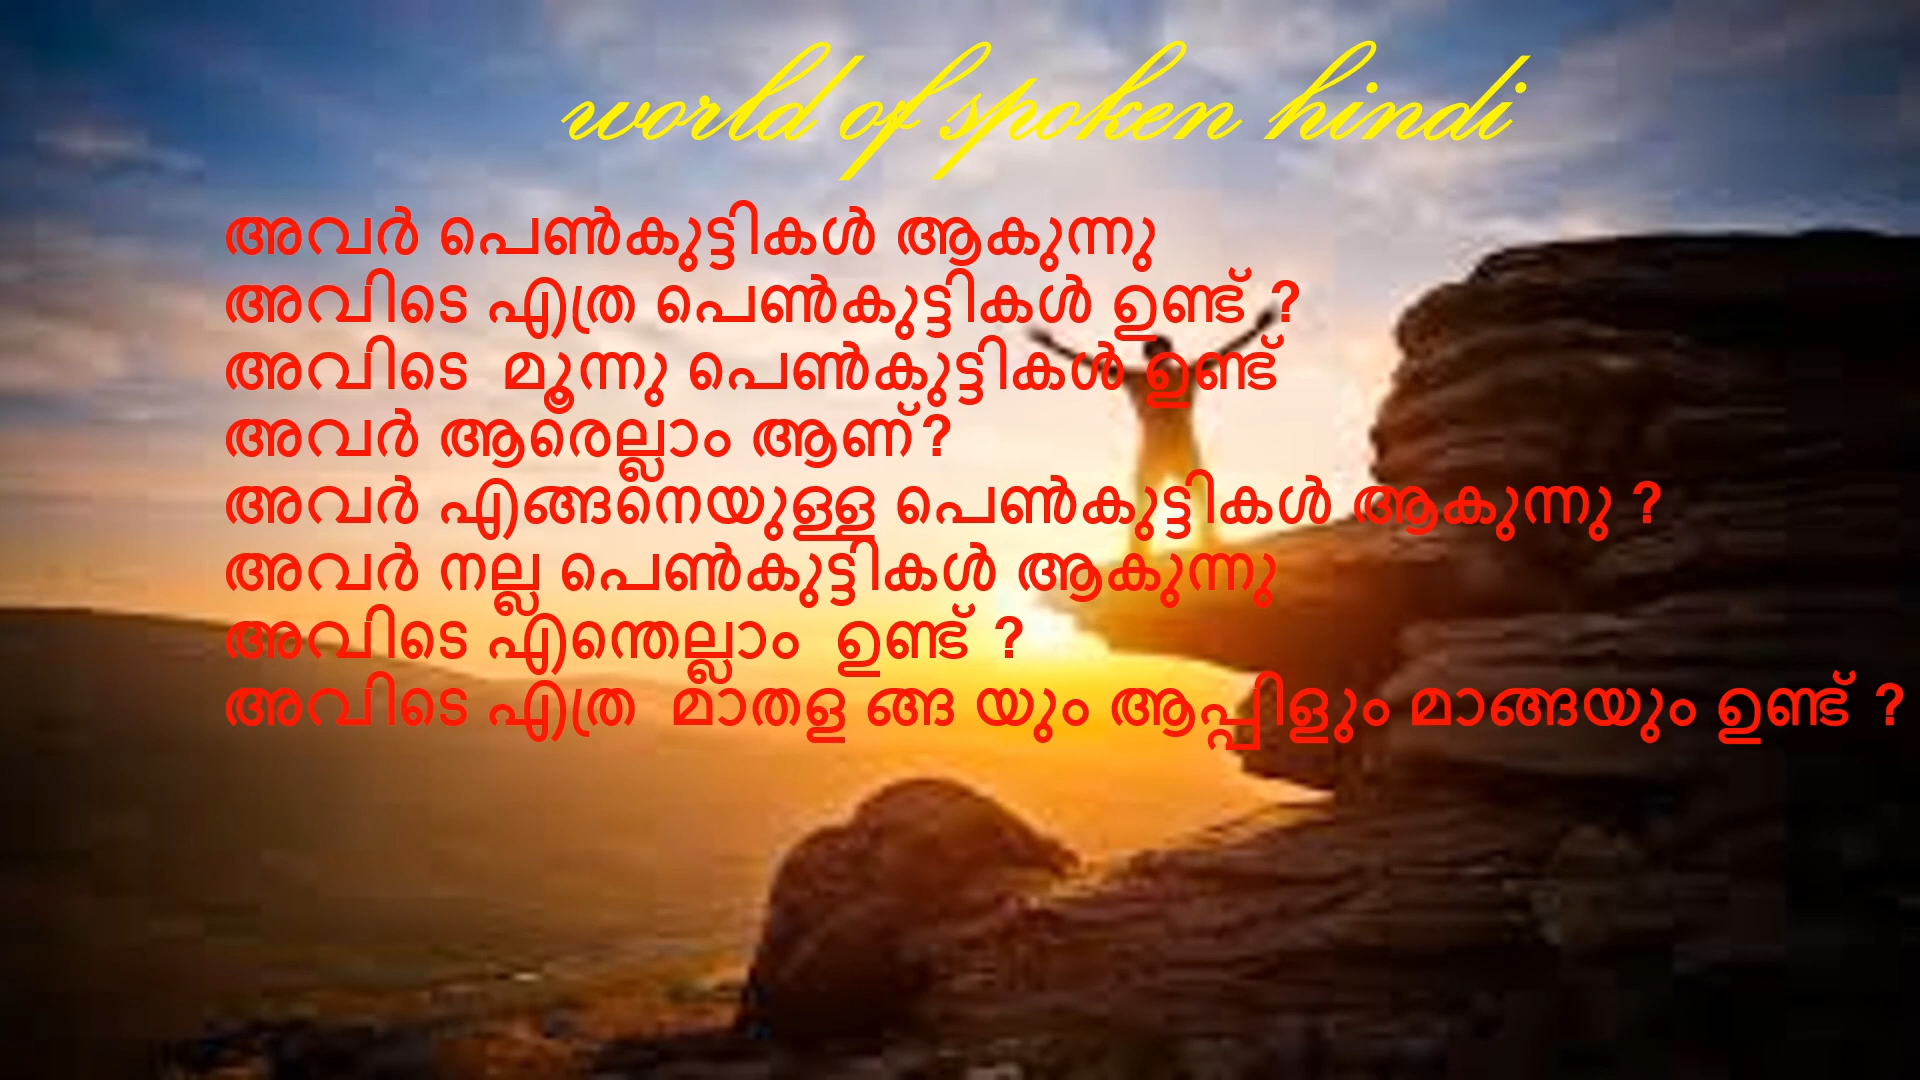 world of spoken hindi
അവർ പെൺകുട്ടികൾ ആകുന്നു
അവിടെ എത്ര പെൺകുട്ടികൾ ഉണ്ട് ?
അവിടെ മൂന്നു പെൺകുട്ടികൾ ഉണ്ട്
അവർ ആരെല്ലാം ആണ്?
അവർ എങ്ങനെയുള്ള പെൺകുട്ടികൾ ആകുന്നു ?
അവർ നല്ല പെൺകുട്ടികൾ ആകുന്നു
അവിടെ എന്തെല്ലാം ഉണ്ട് ?
അവിടെ എത്ര മാതള ങ്ങ യും ആപ്പിളും മാങ്ങയും ഉണ്ട് ?